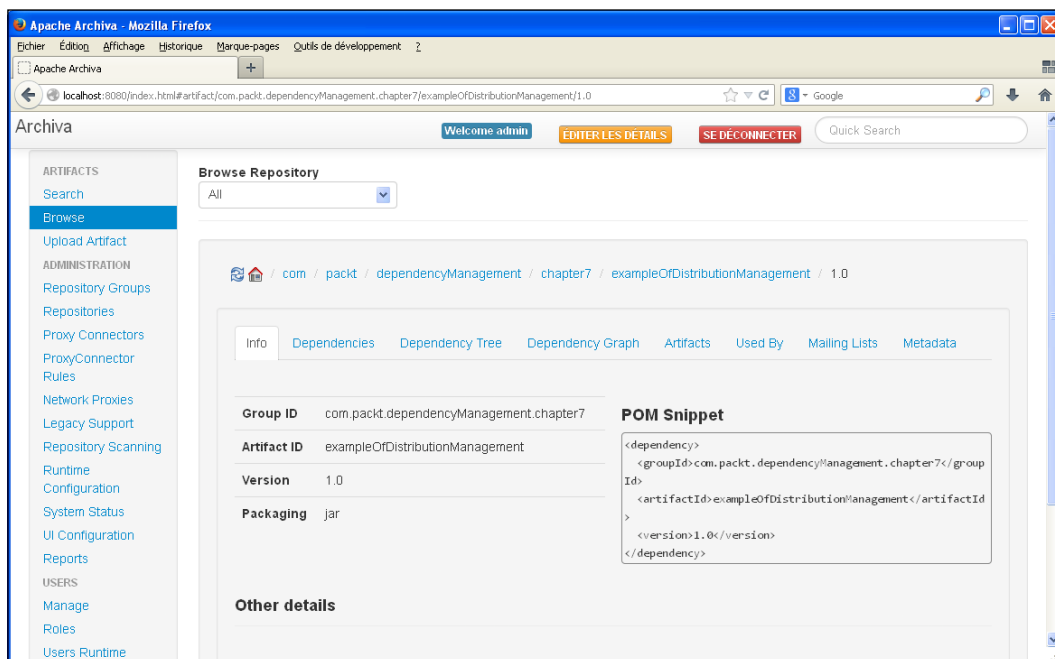 Apache Archiva - Mozilla Firefox
Fichier Édition Affichage Historique Marque-pages Outils de développement ?
Apache Archiva +
localhost:8080/index.html#artifact/com.packt.dependencyManagement.chapter7/exampleOfDistributionManagement/1.0
8 Google
Archiva
Welcome admin
ÉDITER LES DÉTAILS
SE DÉCONNECTER
Quick Search
ARTIFACTS
Search
Browse
Upload Artifact
ADMINISTRATION
Repository Groups
Repositories
Proxy Connectors
ProxyConnector
Rules
Network Proxies
Legacy Support
Repository Scanning
Runtime
Configuration
System Status
UI Configuration
Reports
USERS
Manage
Roles
Users Runtime
Browse Repository
All
/ com / packt / dependencyManagement / chapter7 / exampleOfDistributionManagement / 1.0
Info Dependencies Dependency Tree Dependency Graph Artifacts Used By Mailing Lists Metadata
Group ID com.packt.dependencyManagement.chapter7
Artifact ID exampleOfDistributionManagement
Version 1.0
Packaging jar
POM Snippet
<dependency>
<groupId>com.packt.dependencyManagement.chapter7</group
Id>
<artifactId>exampleOfDistributionManagement</artifactId
>
<version>1.0</version>
</dependency>
Other details